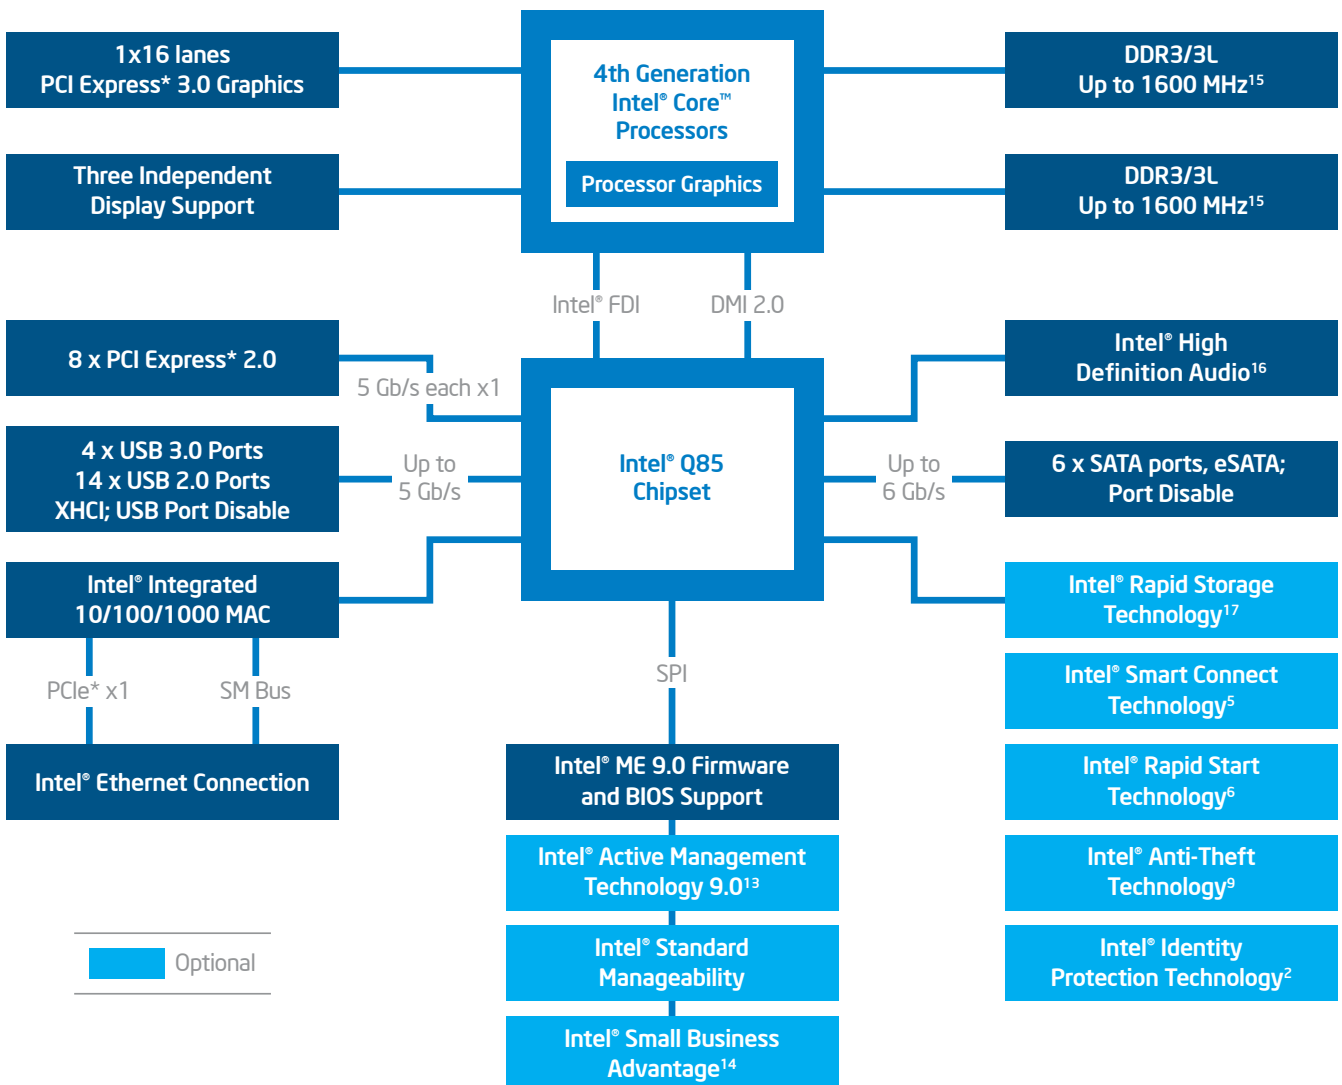 1x16 lanes
PCI Express* 3.0 Graphics
4th Generation
Intel® Core™
Processors
Processor Graphics
DDR3/3L
Up to 1600 MHz¹⁵
Three Independent
Display Support
DDR3/3L
Up to 1600 MHz¹⁵
Intel® FDI
DMI 2.0
8 x PCI Express* 2.0
5 Gb/s each x1
Intel® High
Definition Audio¹⁶
4 x USB 3.0 Ports
14 x USB 2.0 Ports
XHCI; USB Port Disable
Up to
5 Gb/s
Intel® Q85
Chipset
Up to
6 Gb/s
6 x SATA ports, eSATA;
Port Disable
Intel® Integrated
10/100/1000 MAC
Intel® Rapid Storage
Technology¹⁷
PCIe* x1
SM Bus
SPI
Intel® Smart Connect
Technology⁵
Intel® Ethernet Connection
Intel® ME 9.0 Firmware
and BIOS Support
Intel® Rapid Start
Technology⁶
Intel® Active Management
Technology 9.0¹³
Intel® Anti-Theft
Technology⁹
Optional
Intel® Standard
Manageability
Intel® Identity
Protection Technology²
Intel® Small Business
Advantage¹⁴